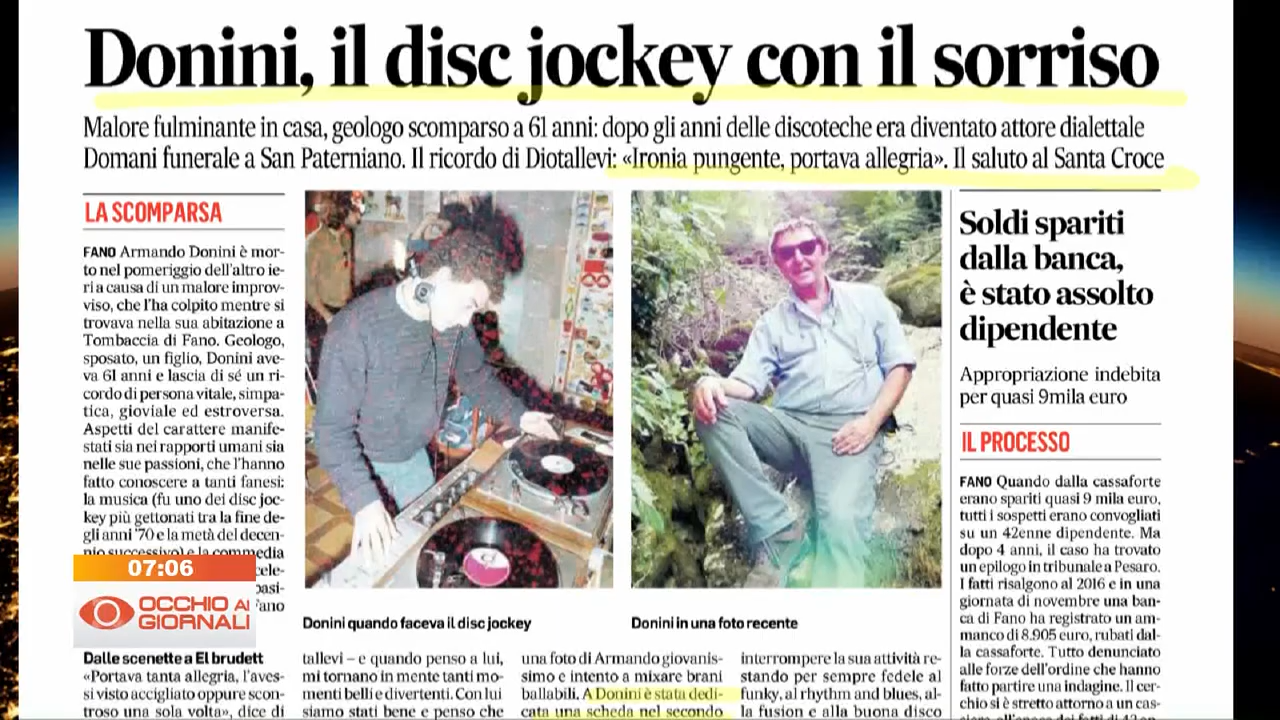 Donini, il disc jockey con il sorriso
Malore fulminante in casa, geologo scomparso a 61 anni: dopo gli anni delle discoteche era diventato attore dialettale
Domani funerale a San Paterniano. Il ricordo di Diotallevi: «Ironia pungente, portava allegria». Il saluto al Santa Croce
LA SCOMPARSA
FANO Armando Donini è mor-
to nel pomeriggio dell'altro ie-
ri a causa di un malore improv-
viso, che l'ha colpito mentre si
trovava nella sua abitazione a
Tombaccia di Fano. Geologo,
sposato, un figlio, Donini ave-
va 61 anni e lascia di sé un ri-
cordo di persona vitale, simpa-
tica, gioviale ed estroversa.
Aspetti del carattere manife-
stati sia nei rapporti umani sia
nelle sue passioni, che l'hanno
fatto conoscere a tanti fanesi:
la musica (fu uno dei disc joc-
key più gettonati tra la fine de-
gli anni '70 e la metà del decen-
nio successivo) e la commedia
cele-
basi-
Fano
07:06
OCCHIO AI
GIORNALI
Dalle scenette a El brudett
«Portava tanta allegria, l'aves-
si visto accigliato oppure scon-
troso una sola volta», dice di
Donini quando faceva il disc jockey
tallevi – e quando penso a lui,
mi tornano in mente tanti mo-
menti belli e divertenti. Con lui
siamo stati bene e penso che
una foto di Armando giovanis-
simo e intento a mixare brani
ballabili. A Donini è stata dedi-
cata una scheda nel secondo
Donini in una foto recente
interrompere la sua attività re-
stando per sempre fedele al
funky, al rhythm and blues, al-
la fusion e alla buona disco
Soldi spariti
dalla banca,
è stato assolto
dipendente
Appropriazione indebita
per quasi 9mila euro
IL PROCESSO
FANO Quando dalla cassaforte
erano spariti quasi 9 mila euro,
tutti i sospetti erano convogliati
su un 42enne dipendente. Ma
dopo 4 anni, il caso ha trovato
un epilogo in tribunale a Pesaro.
I fatti risalgono al 2016 e in una
giornata di novembre una ban-
ca di Fano ha registrato un am-
manco di 8.905 euro, rubati dal-
la cassaforte. Tutto denunciato
alle forze dell'ordine che hanno
fatto partire una indagine. Il cer-
chio si è stretto attorno a un cas-